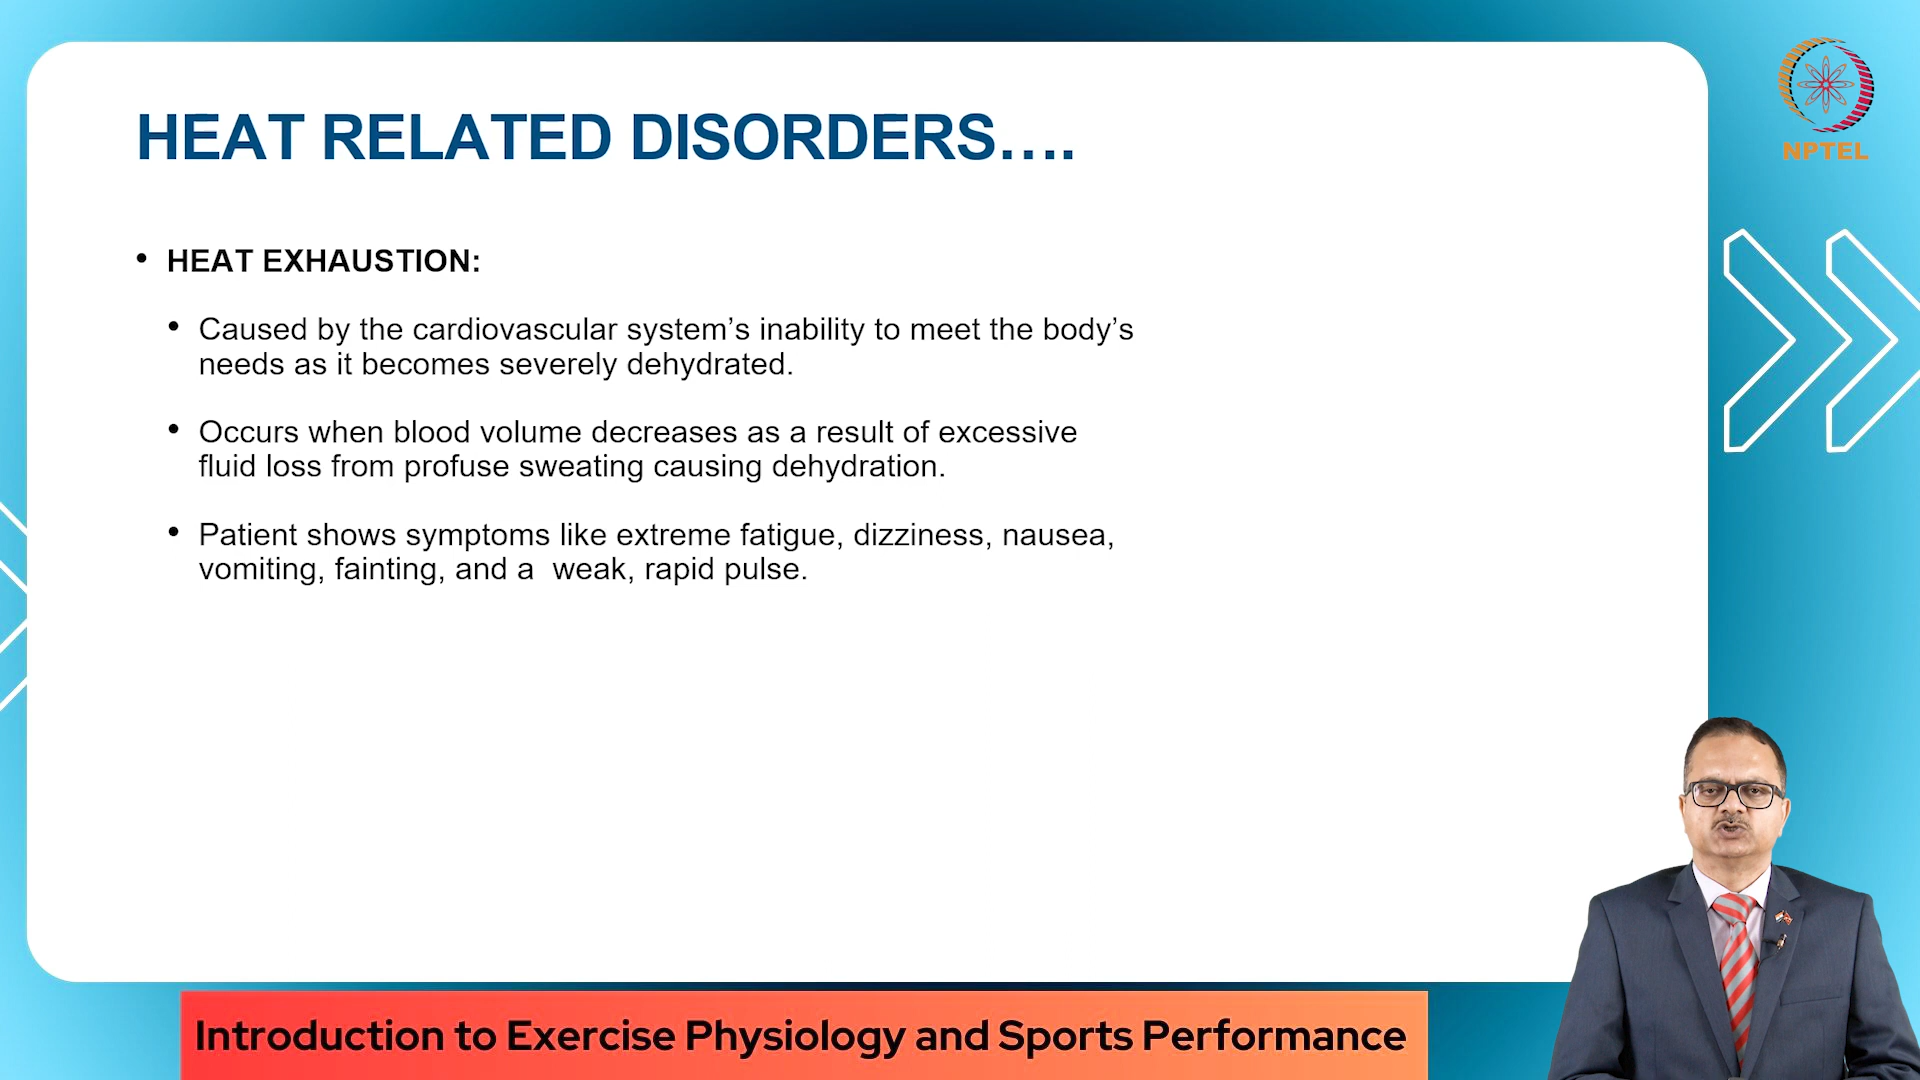 HEAT RELATED DISORDERS....
NPTEL
• HEAT EXHAUSTION:
• Caused by the cardiovascular system’s inability to meet the body’s
needs as it becomes severely dehydrated.
• Occurs when blood volume decreases as a result of excessive
fluid loss from profuse sweating causing dehydration.
• Patient shows symptoms like extreme fatigue, dizziness, nausea,
vomiting, fainting, and a  weak, rapid pulse.
Introduction to Exercise Physiology and Sports Performance